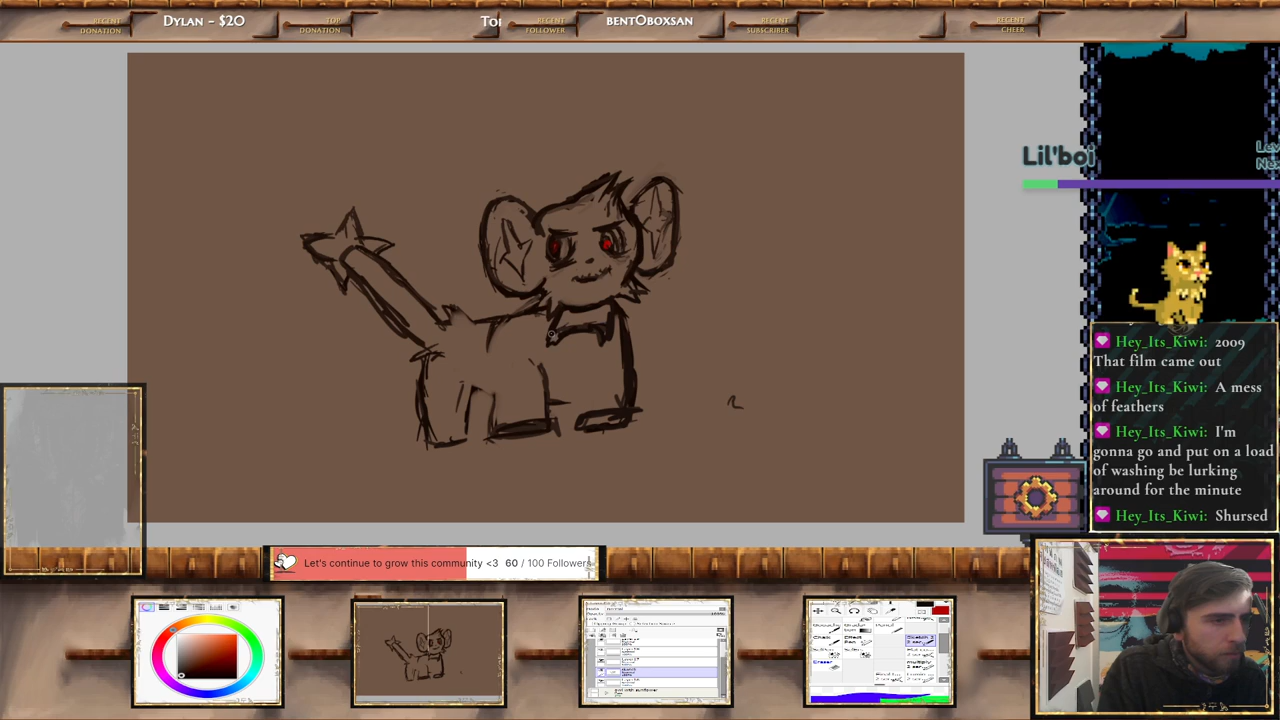 RECENT DONATION
Dylan - $20
TOP DONATION
To
RECENT FOLLOWER
bentOboxsan
RECENT SUBSCRIBER
RECENT CHEER
Lil'boi
Lev
Nex
Hey_Its_Kiwi: 2009
That film came out
Hey_Its_Kiwi: A mess
of feathers
Hey_Its_Kiwi: I'm
gonna go and put on a load
of washing be lurking
around for the minute
Hey_Its_Kiwi: Shursed
Let's continue to grow this community <3 60 / 100 Followers